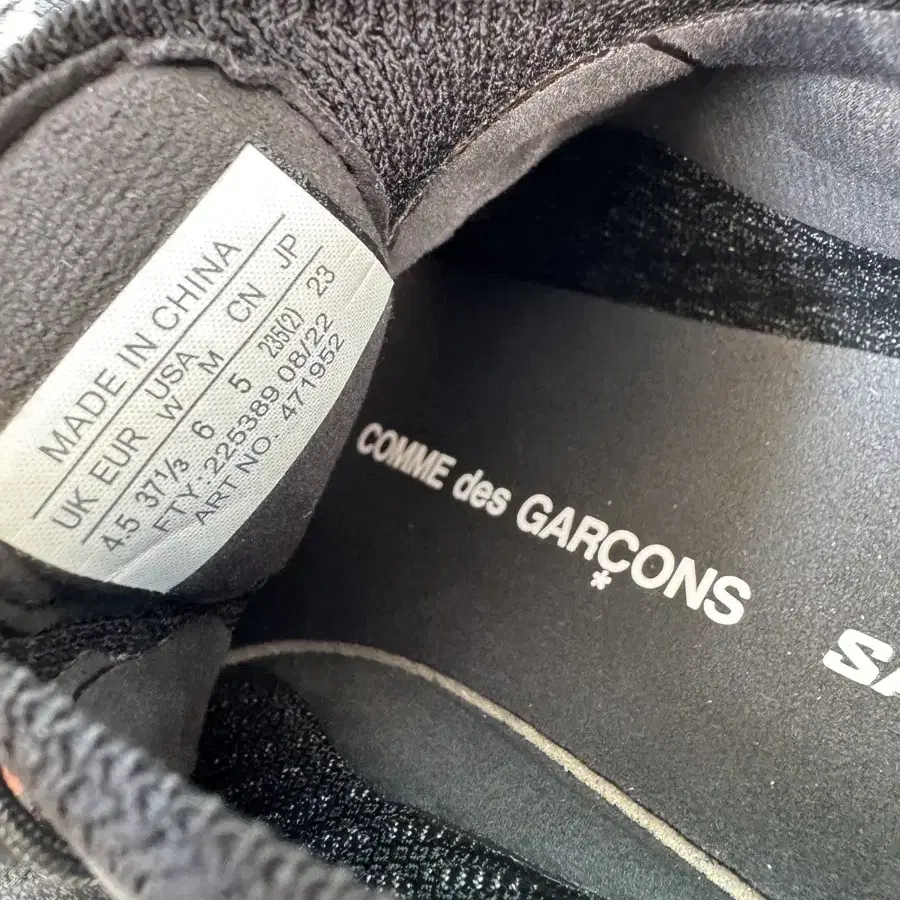 MADE IN CHINA
UK EUR USA CN JP
W M
4.5 37⅓ 6 5 235(2) 23
FTY:225389 08/22
ART NO. 471952
COMME des GARÇONS
*
SA